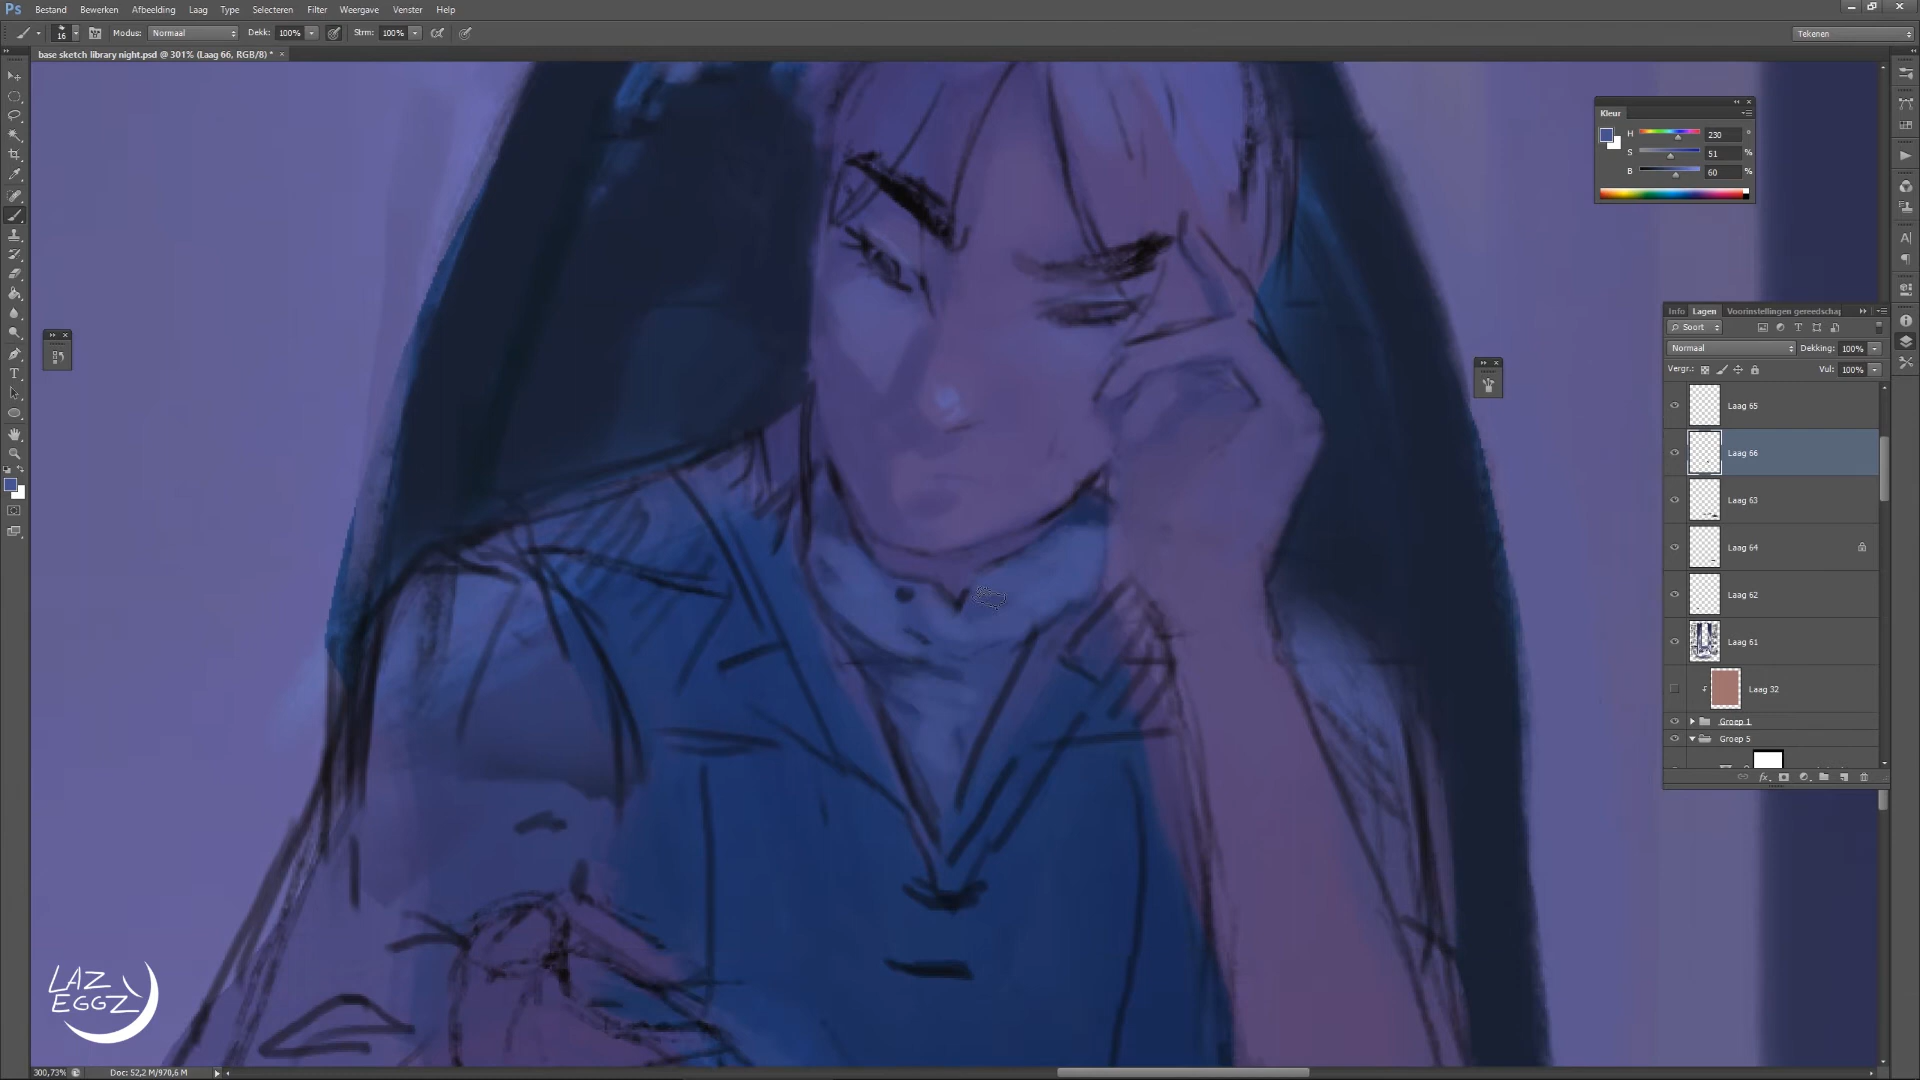 Ps Bestand Bewerken Afbeelding Laag Type Selecteren Filter Weergave Venster Help
16 Modus: Normaal Dekk: 100% Strm: 100% Tekenen
base sketch library night.psd @ 301% (Laag 66, RGB/8) *
Kleur
H 230 °
S 51 %
B 60 %
Info Lagen Voorinstellingen gereedschap
Soort
Normaal Dekking: 100%
Vergr.: Vul: 100%
Laag 65
Laag 66
Laag 63
Laag 64
Laag 62
Laag 61
Laag 32
Groep 1
Groep 5
LAZ
EGGZ
300,73% Doc: 52,2 M/970,6 M